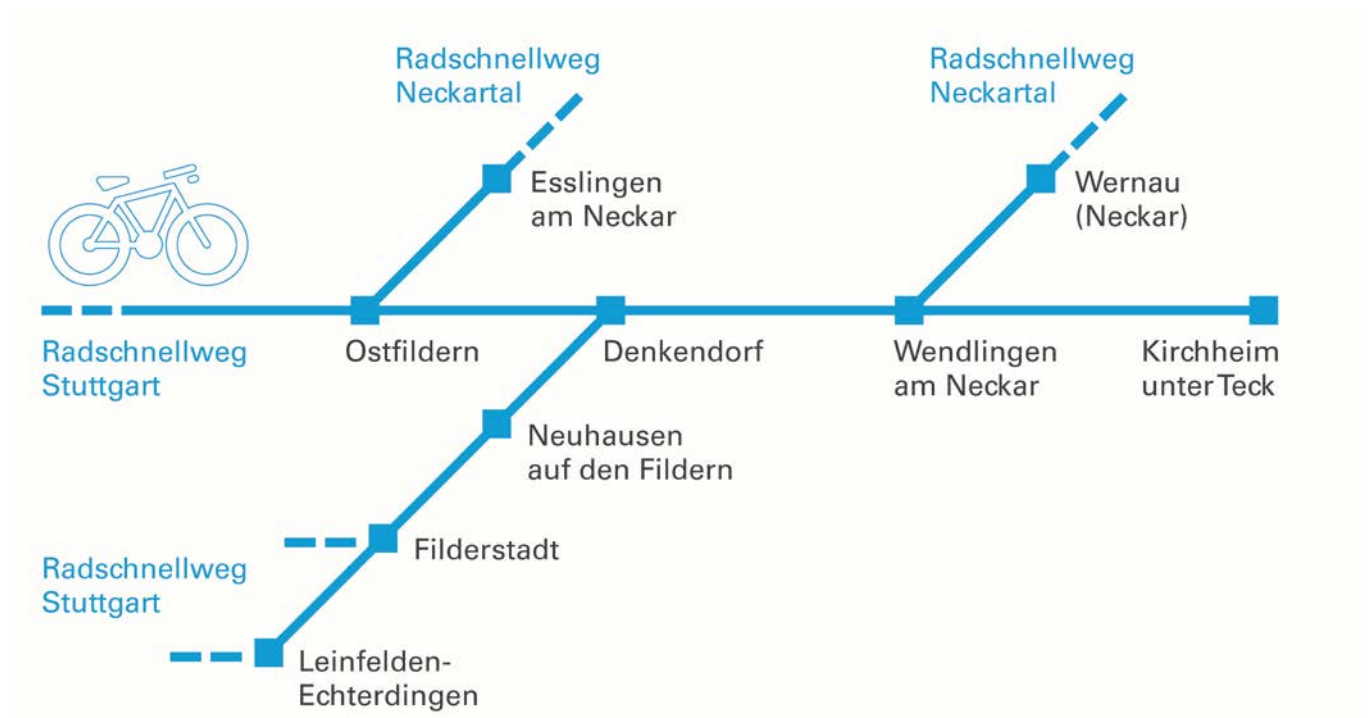 Radschnellweg
Neckartal
Radschnellweg
Neckartal
Esslingen
am Neckar
Wernau
(Neckar)
Radschnellweg
Stuttgart
Ostfildern
Denkendorf
Wendlingen
am Neckar
Kirchheim
unter Teck
Neuhausen
auf den Fildern
Filderstadt
Radschnellweg
Stuttgart
Leinfelden-
Echterdingen